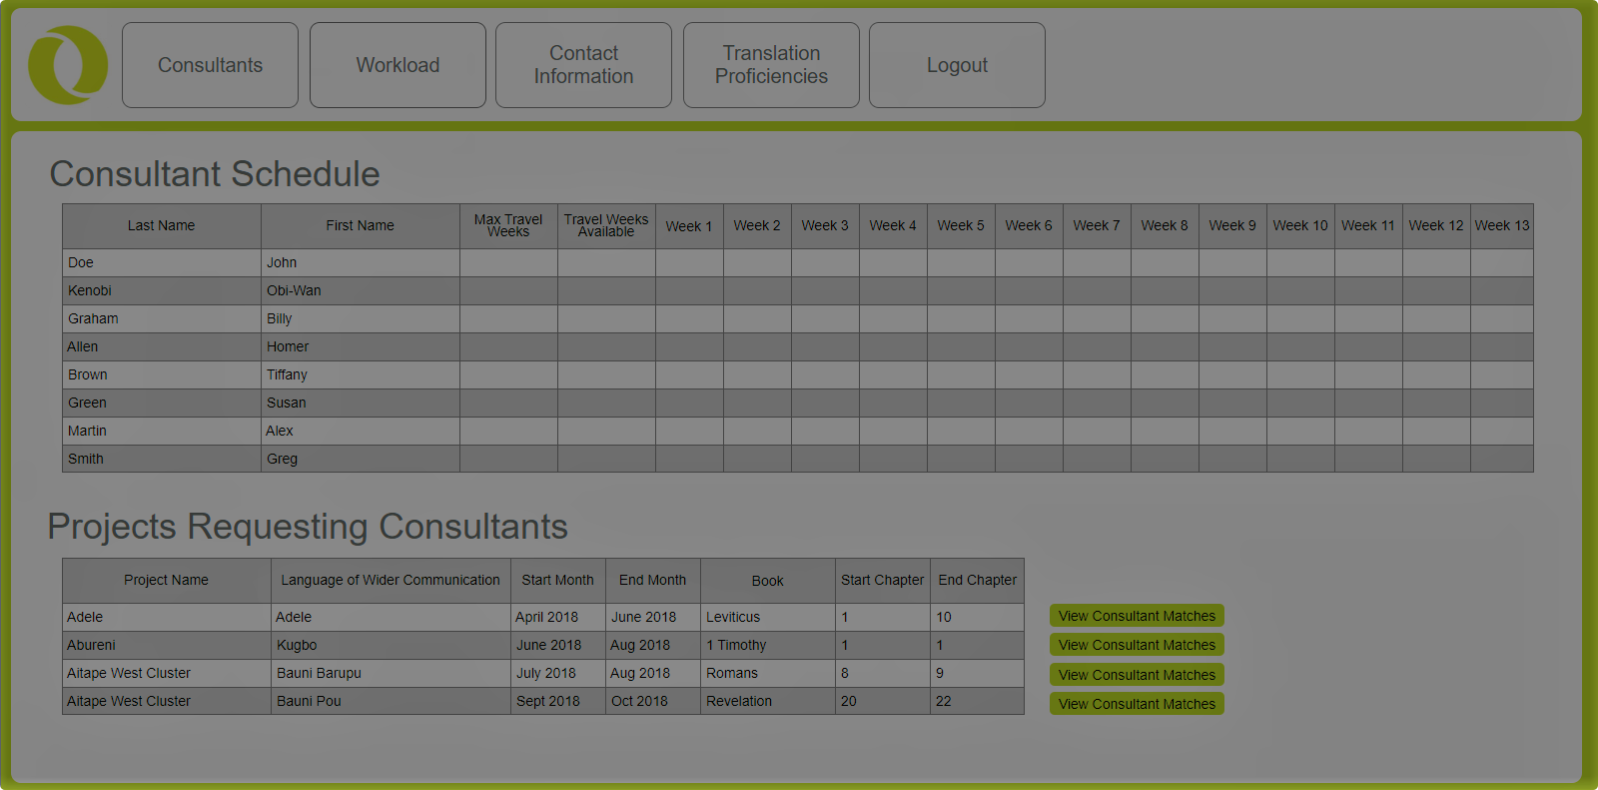 Consultants
Workload
Contact
Information
Translation
Proficiencies
Logout
Consultant Schedule
Last Name First Name Max Travel Weeks Travel Weeks Available Week 1 Week 2 Week 3 Week 4 Week 5 Week 6 Week 7 Week 8 Week 9 Week 10 Week 11 Week 12 Week 13
Doe John
Kenobi Obi-Wan
Graham Billy
Allen Homer
Brown Tiffany
Green Susan
Martin Alex
Smith Greg
Projects Requesting Consultants
Project Name Language of Wider Communication Start Month End Month Book Start Chapter End Chapter
Adele Adele April 2018 June 2018 Leviticus 1 10 View Consultant Matches
Abureni Kugbo June 2018 Aug 2018 1 Timothy 1 1 View Consultant Matches
Aitape West Cluster Bauni Barupu July 2018 Aug 2018 Romans 8 9 View Consultant Matches
Aitape West Cluster Bauni Pou Sept 2018 Oct 2018 Revelation 20 22 View Consultant Matches